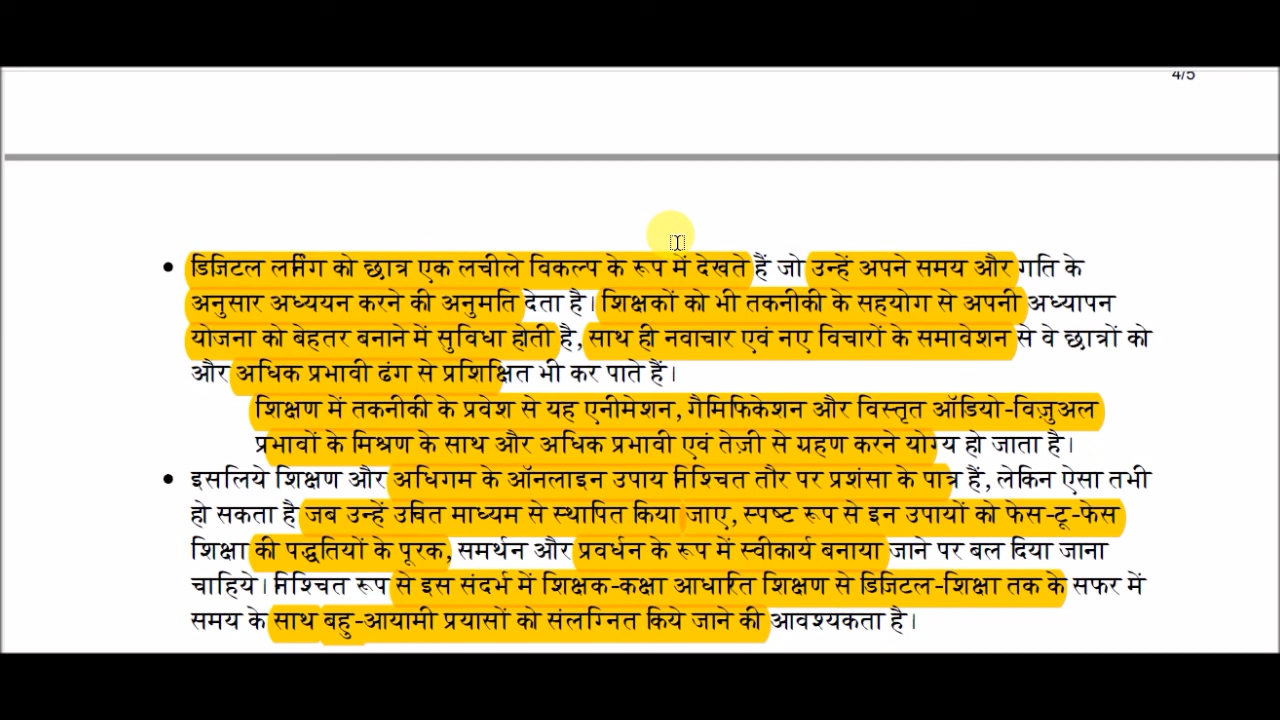 4/5
• डिजिटल लर्निंग को छात्र एक लचीले विकल्प के रूप में देखते हैं जो उन्हें अपने समय और गति के
अनुसार अध्ययन करने की अनुमति देता है। शिक्षकों को भी तकनीकी के सहयोग से अपनी अध्यापन
योजना को बेहतर बनाने में सुविधा होती है, साथ ही नवाचार एवं नए विचारों के समावेशन से वे छात्रों को
और अधिक प्रभावी ढंग से प्रशिक्षित भी कर पाते हैं।
शिक्षण में तकनीकी के प्रवेश से यह एनीमेशन, गैमिफिकेशन और विस्तृत ऑडियो-विज़ुअल
प्रभावों के मिश्रण के साथ और अधिक प्रभावी एवं तेज़ी से ग्रहण करने योग्य हो जाता है।
• इसलिये शिक्षण और अधिगम के ऑनलाइन उपाय निश्चित तौर पर प्रशंसा के पात्र हैं, लेकिन ऐसा तभी
हो सकता है जब उन्हें उचित माध्यम से स्थापित किया जाए, स्पष्ट रूप से इन उपायों को फेस-टू-फेस
शिक्षा की पद्धतियों के पूरक, समर्थन और प्रवर्धन के रूप में स्वीकार्य बनाया जाने पर बल दिया जाना
चाहिये। निश्चित रूप से इस संदर्भ में शिक्षक-कक्षा आधारित शिक्षण से डिजिटल-शिक्षा तक के सफर में
समय के साथ बहु-आयामी प्रयासों को संलग्नित किये जाने की आवश्यकता है।